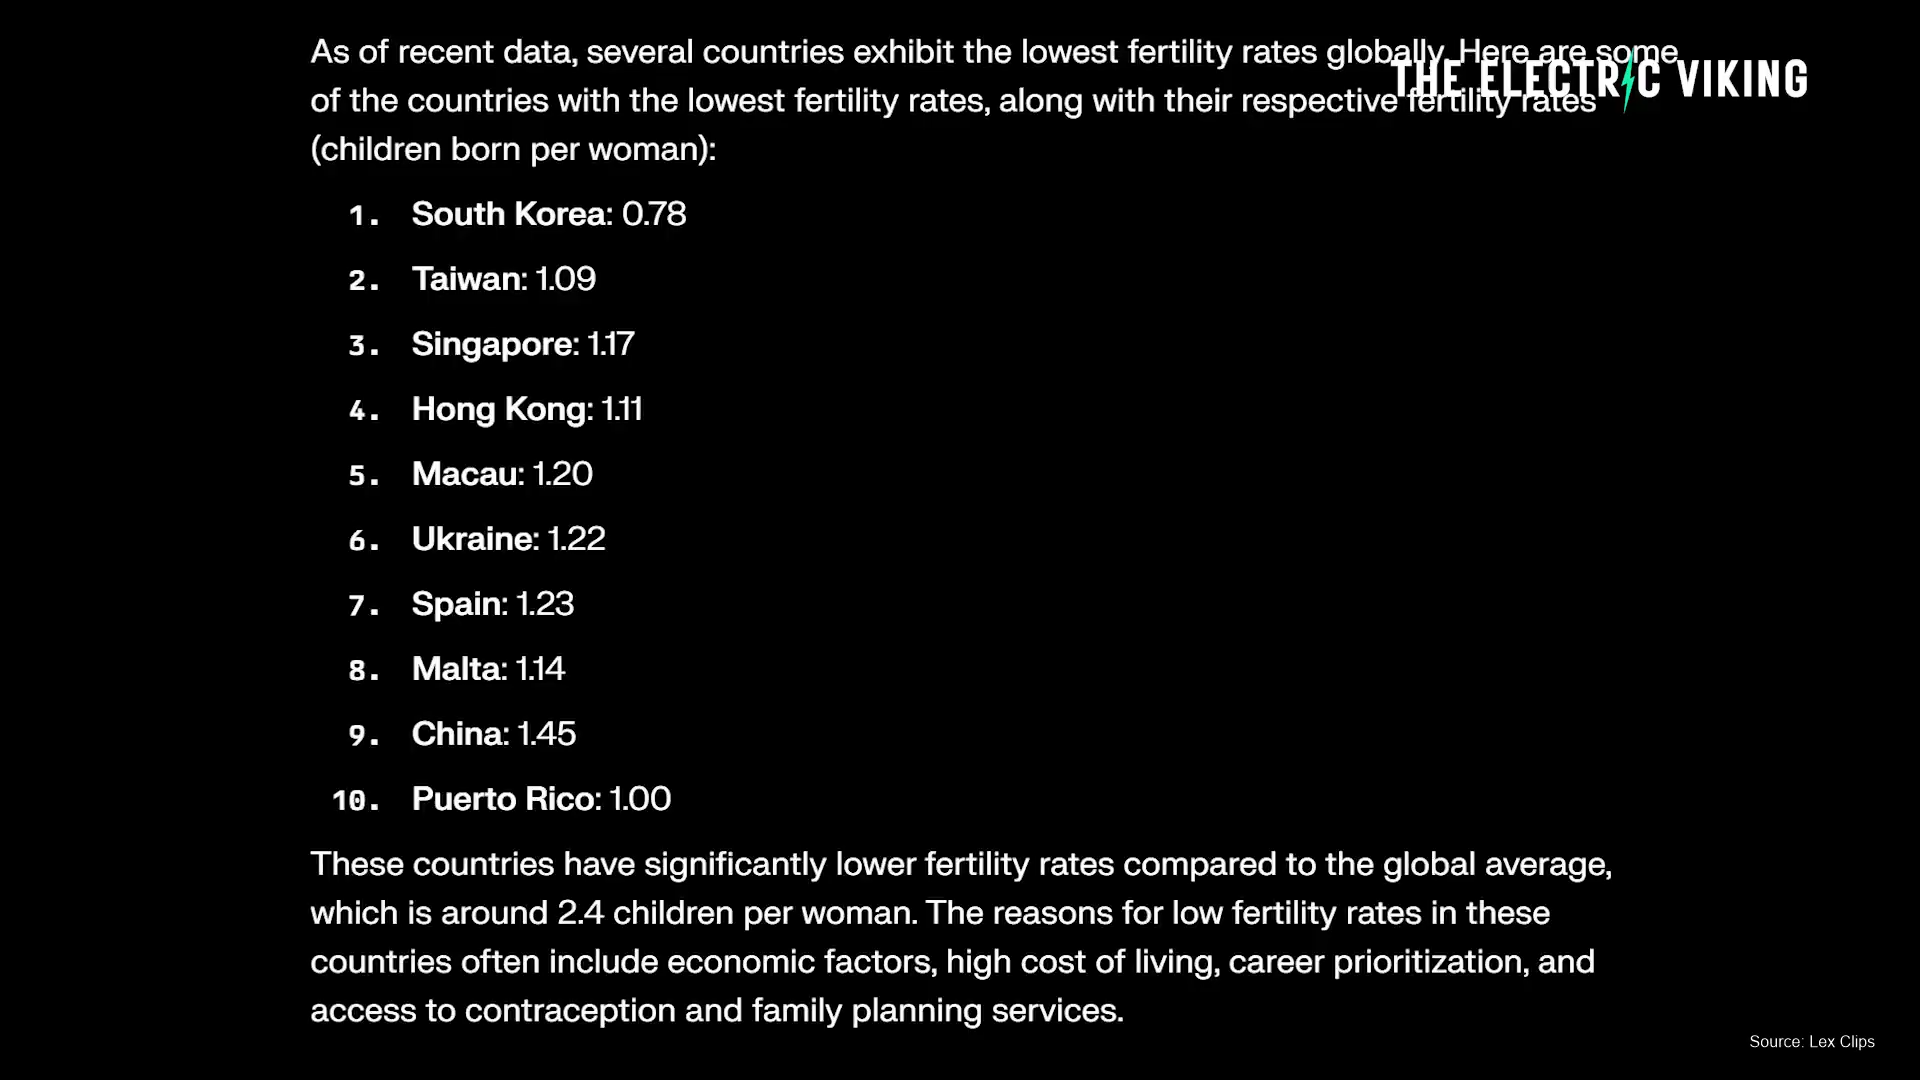 As of recent data, several countries exhibit the lowest fertility rates globally. Here are some
THE ELECTRIC VIKING
of the countries with the lowest fertility rates, along with their respective fertility rates
(children born per woman):
1. South Korea: 0.78
2. Taiwan: 1.09
3. Singapore: 1.17
4. Hong Kong: 1.11
5. Macau: 1.20
6. Ukraine: 1.22
7. Spain: 1.23
8. Malta: 1.14
9. China: 1.45
10. Puerto Rico: 1.00
These countries have significantly lower fertility rates compared to the global average,
which is around 2.4 children per woman. The reasons for low fertility rates in these
countries often include economic factors, high cost of living, career prioritization, and
access to contraception and family planning services.
Source: Lex Clips